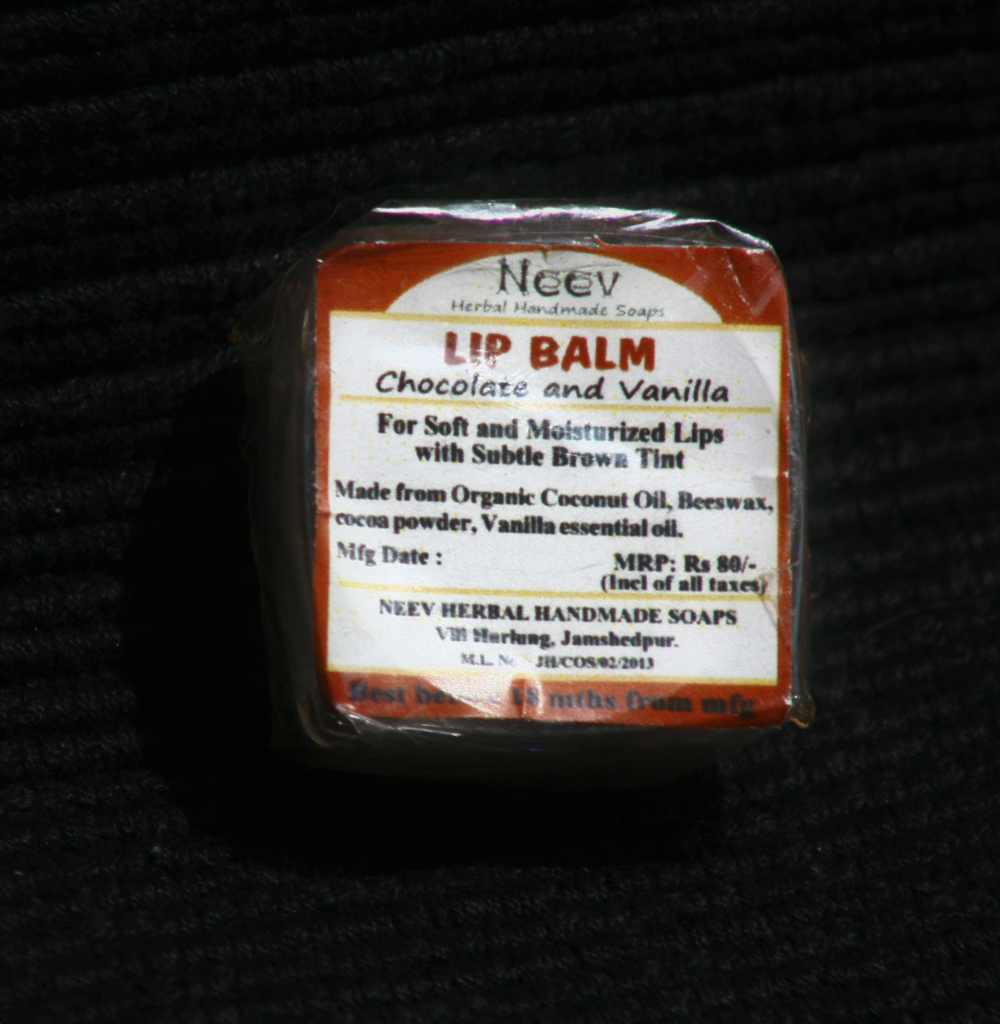 Neev
Herbal Handmade Soaps
LIP BALM
Chocolate and Vanilla
For Soft and Moisturized Lips
with Subtle Brown Tint
Made from Organic Coconut Oil, Beeswax,
cocoa powder, Vanilla essential oil.
Mfg Date :
MRP: Rs 80/-
(Incl of all taxes)
NEEV HERBAL HANDMADE SOAPS
Vill Hurlung, Jamshedpur.
M.L. No JH/COS/02/2013
Best before 18 mths from mfg